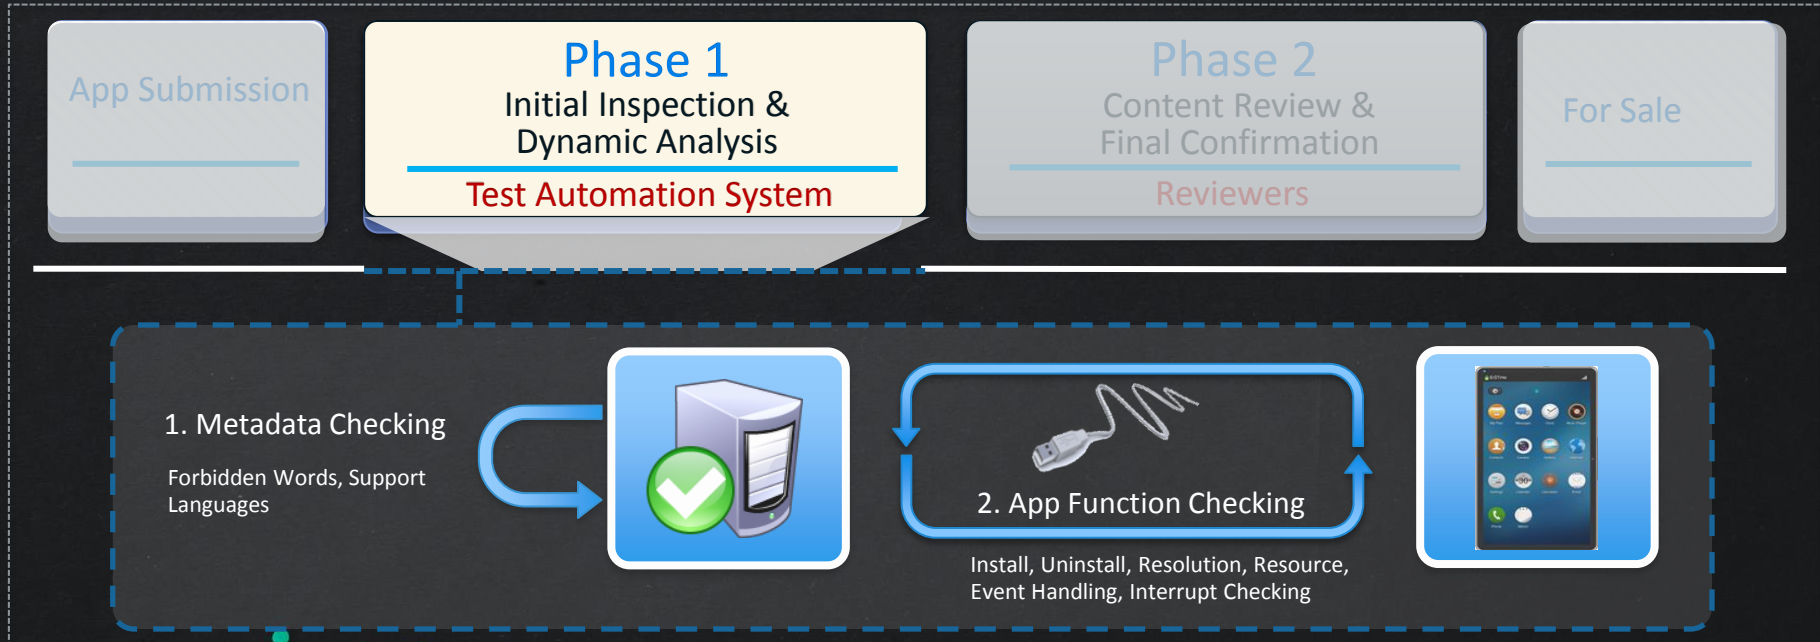 App Submission
Phase 1
Initial Inspection &
Dynamic Analysis
Test Automation System
Phase 2
Content Review &
Final Confirmation
Reviewers
For Sale
1. Metadata Checking
Forbidden Words, Support
Languages
2. App Function Checking
Install, Uninstall, Resolution, Resource,
Event Handling, Interrupt Checking